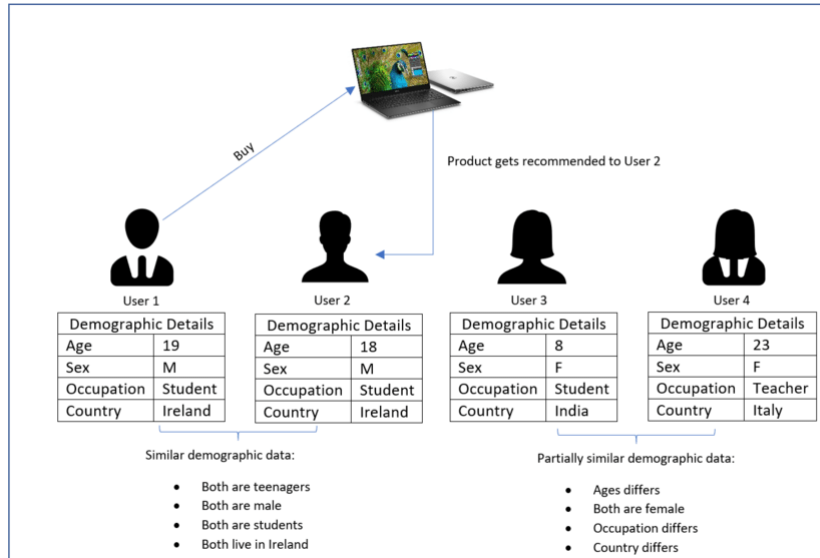 Buy
Product gets recommended to User 2
User 1
Demographic Details
Age 19
Sex M
Occupation Student
Country Ireland
User 2
Demographic Details
Age 18
Sex M
Occupation Student
Country Ireland
User 3
Demographic Details
Age 8
Sex F
Occupation Student
Country India
User 4
Demographic Details
Age 23
Sex F
Occupation Teacher
Country Italy
Similar demographic data:
• Both are teenagers
• Both are male
• Both are students
• Both live in Ireland
Partially similar demographic data:
• Ages differs
• Both are female
• Occupation differs
• Country differs